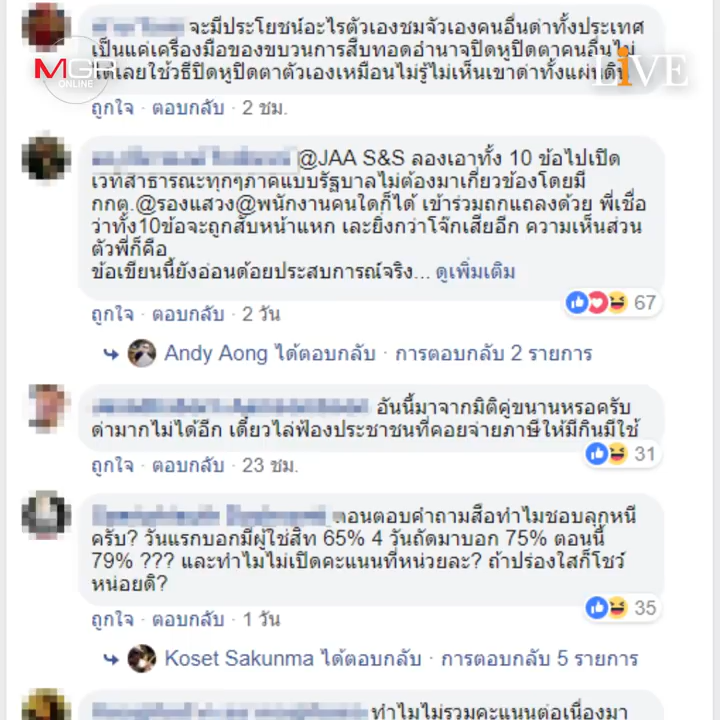 จะมีประโยชน์อะไรตัวเองชมจัวเองคนอื่นด่าทั้งประเทศ
เป็นแค่เครื่องมือของขบวนการสืบทอดอำนาจปิดหูปิดตาคนอื่นไม่
ได้เลยใช้วิธีปิดหูปิดตาตัวเองเหมือนไม่รู้ไม่เห็นเขาด่าทั้งแผ่นดิน
MGR ONLINE
LIVE
ถูกใจ · ตอบกลับ · 2 ชม.
@JAA S&S ลองเอาทั้ง 10 ข้อไปเปิด
เวทีสาธารณะทุกๆภาคแบบรัฐบาลไม่ต้องมาเกี่ยวข้องโดยมี
กกต.@รองแสวง@พนักงานคนใดก็ได้ เข้าร่วมถกแถลงด้วย พี่เชื่อ
ว่าทั้ง10ข้อจะถูกสับหน้าแหก เละยิ่งกว่าโจ๊กเสียอีก ความเห็นส่วน
ตัวพี่ก็คือ
ข้อเขียนนี้ยังอ่อนด้อยประสบการณ์จริง... ดูเพิ่มเติม
67
ถูกใจ · ตอบกลับ · 2 วัน
Andy Aong ได้ตอบกลับ · การตอบกลับ 2 รายการ
อันนี้มาจากมิติคู่ขนานหรอครับ
ด่ามากไม่ได้อีก เดี๋ยวไล่ฟ้องประชาชนที่คอยจ่ายภาษีให้มีกินมีใช้
31
ถูกใจ · ตอบกลับ · 23 ชม.
ตอนตอบคำถามสื่อทำไมชอบลุกหนี
ครับ? วันแรกบอกมีผู้ใช้สิท 65% 4 วันถัดมาบอก 75% ตอนนี้
79% ??? และทำไมไม่เปิดคะแนนที่หน่วยละ? ถ้าปร่องใสก็โชว์
หน่อยดิ?
35
ถูกใจ · ตอบกลับ · 1 วัน
Koset Sakunma ได้ตอบกลับ · การตอบกลับ 5 รายการ
ทำไมไม่รวมคะแนนต่อเนื่องมา